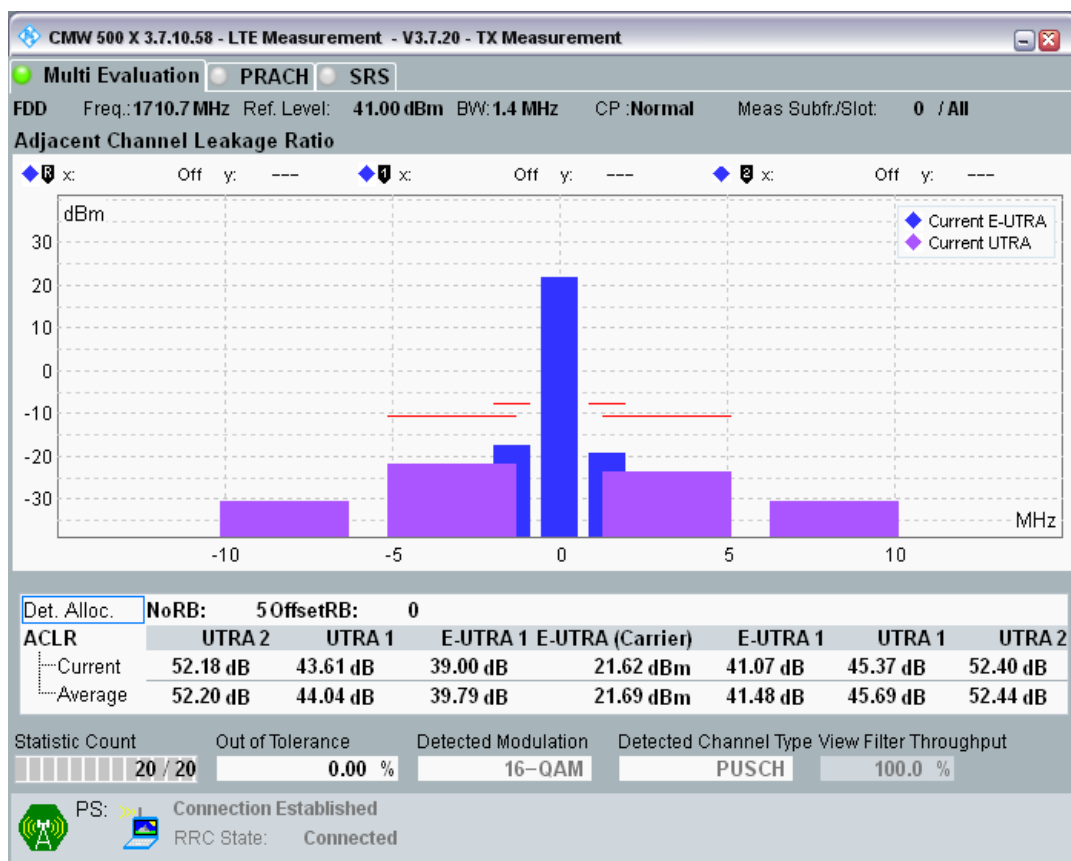 CMW 500 X 3.7.10.58 - LTE Measurement - V3.7.20 - TX Measurement
Multi Evaluation PRACH SRS
FDD Freq.: 1710.7 MHz Ref. Level: 41.00 dBm BW: 1.4 MHz CP : Normal Meas Subfr./Slot: 0 / All
Adjacent Channel Leakage Ratio
R x: Off y: --- 1 x: Off y: --- 2 x: Off y: ---
dBm
Current E-UTRA
Current UTRA
30
20
10
0
-10
-20
-30
MHz
-10 -5 0 5 10
Det. Alloc. NoRB: 5 OffsetRB: 0
ACLR UTRA 2 UTRA 1 E-UTRA 1 E-UTRA (Carrier) E-UTRA 1 UTRA 1 UTRA 2
Current 52.18 dB 43.61 dB 39.00 dB 21.62 dBm 41.07 dB 45.37 dB 52.40 dB
Average 52.20 dB 44.04 dB 39.79 dB 21.69 dBm 41.48 dB 45.69 dB 52.44 dB
Statistic Count Out of Tolerance Detected Modulation Detected Channel Type View Filter Throughput
20 / 20 0.00 % 16-QAM PUSCH 100.0 %
PS: Connection Established
RRC State: Connected